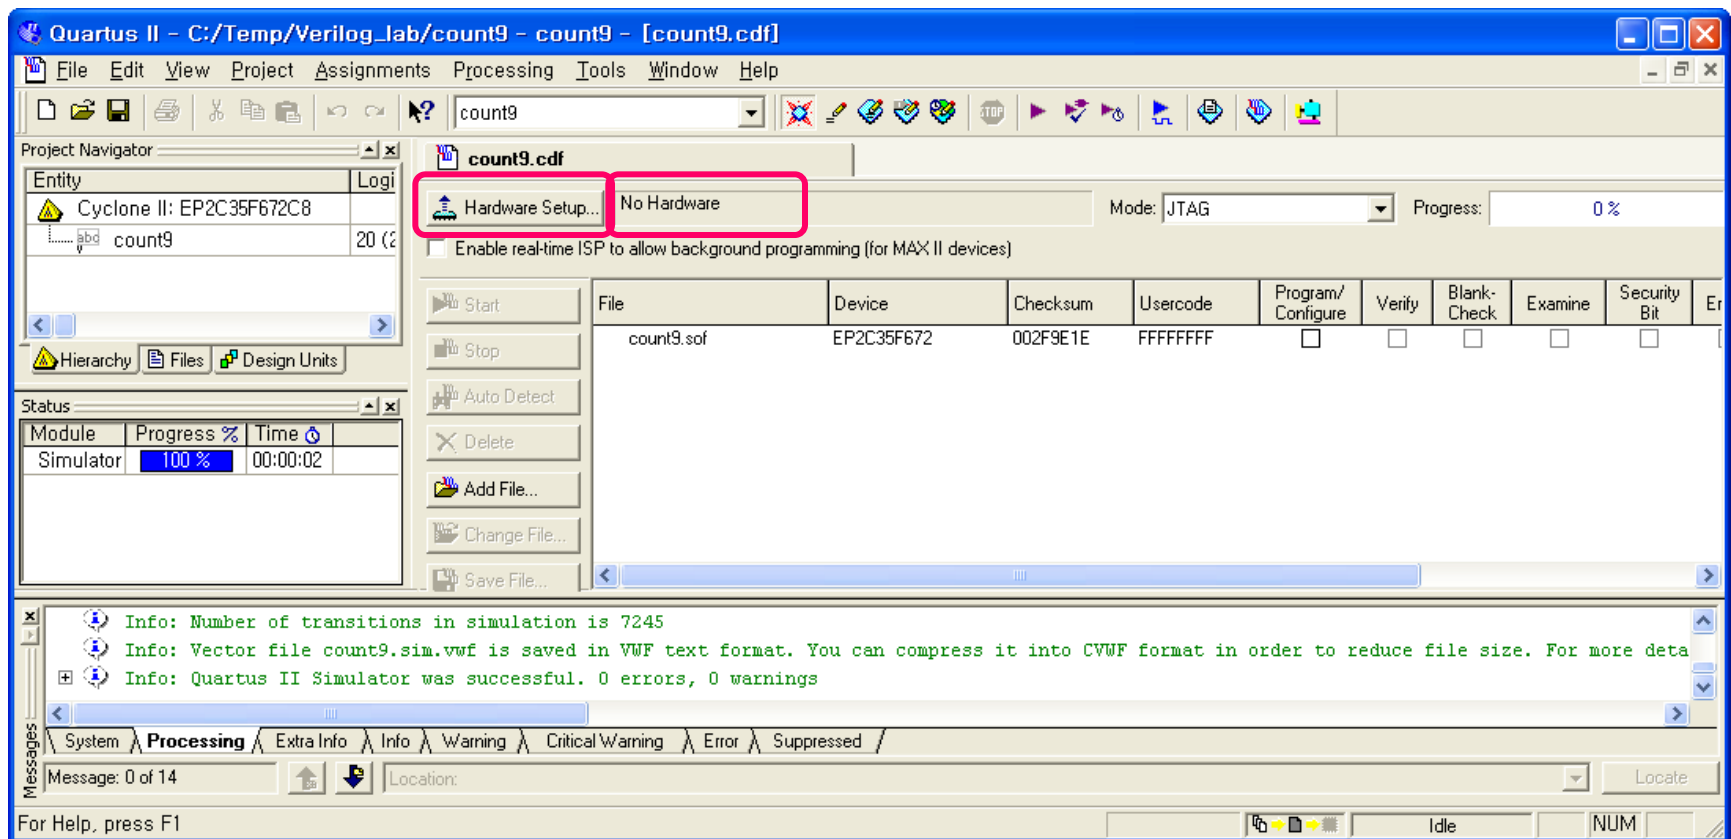 Quartus II - C:/Temp/Verilog_lab/count9 - count9 - [count9.cdf]
File Edit View Project Assignments Processing Tools Window Help
count9
STOP
Project Navigator
Entity Logi
Cyclone II: EP2C35F672C8
abd count9 20 (2
Hierarchy Files Design Units
Status
Module Progress % Time
Simulator 100 % 00:00:02
count9.cdf
Hardware Setup... No Hardware Mode: JTAG Progress: 0 %
Enable real-time ISP to allow background programming (for MAX II devices)
Start
Stop
Auto Detect
Delete
Add File...
Change File...
Save File...
File Device Checksum Usercode Program/ Configure Verify Blank- Check Examine Security Bit Er
count9.sof EP2C35F672 002F9E1E FFFFFFFF
Info: Number of transitions in simulation is 7245
Info: Vector file count9.sim.vwf is saved in VWF text format. You can compress it into CVWF format in order to reduce file size. For more deta
Info: Quartus II Simulator was successful. 0 errors, 0 warnings
System Processing Extra Info Info Warning Critical Warning Error Suppressed
Messages
Message: 0 of 14 Location: Locate
For Help, press F1 Idle NUM